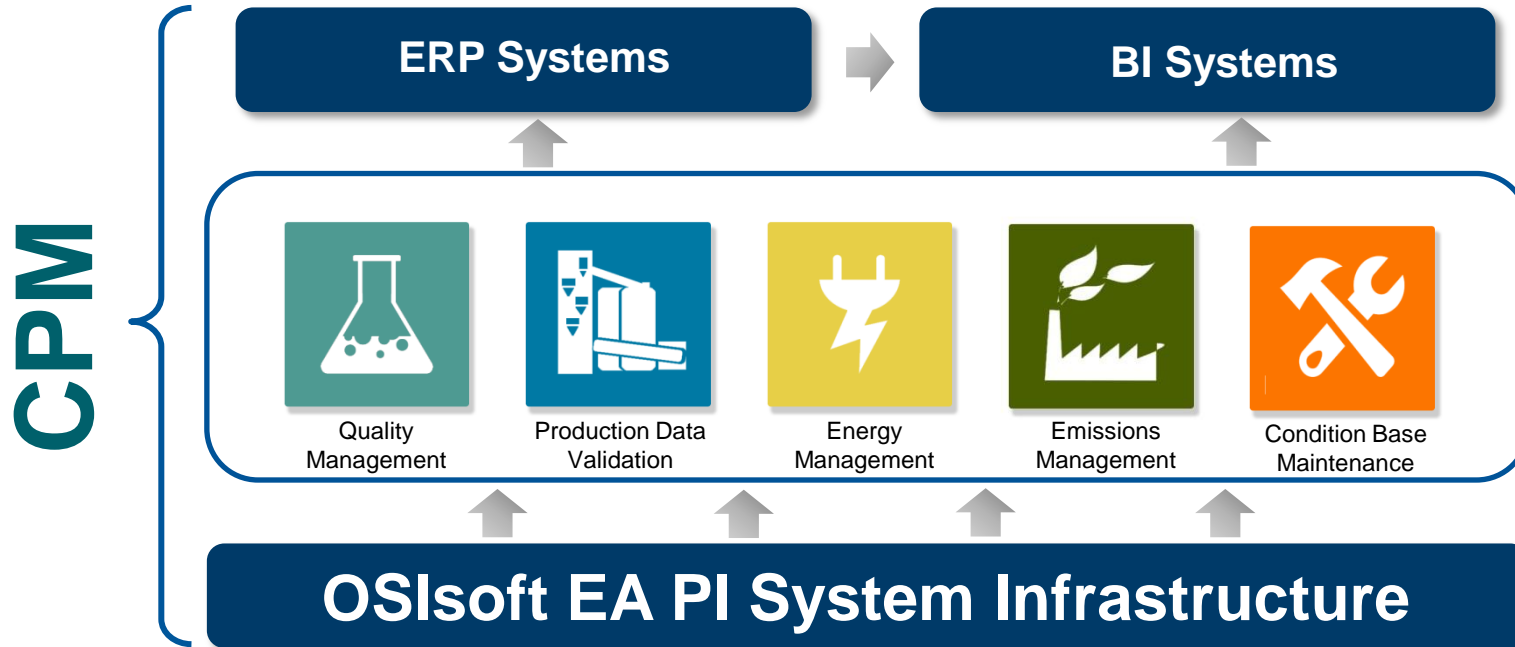 CPM
ERP Systems
BI Systems
Quality
Management
Production Data
Validation
Energy
Management
Emissions
Management
Condition Base
Maintenance
OSIsoft EA PI System Infrastructure